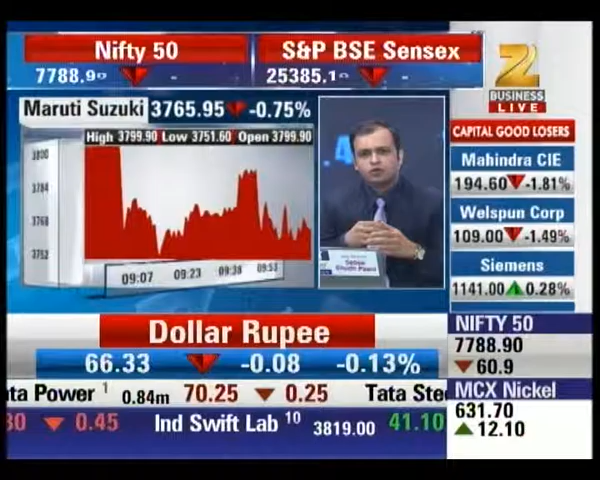 Nifty 50
7788.90
-
S&P BSE Sensex
25385.1
-
Z
BUSINESS
LIVE
Maruti Suzuki 3765.95 -0.75%
High 3799.90 Low 3751.60 Open 3799.90
3800
3784
3768
3752
09:07 09:23 09:38 09:53
CAPITAL GOOD LOSERS
Mahindra CIE
194.60 -1.81%
Welspun Corp
109.00 -1.49%
Siemens
1141.00 0.28%
Dollar Rupee
66.33 -0.08 -0.13%
NIFTY 50
7788.90
60.9
ta Power 1 0.84m 70.25 0.25 Tata Stee
MCX Nickel
631.70
12.10
30 0.45 Ind Swift Lab 10 3819.00 41.10